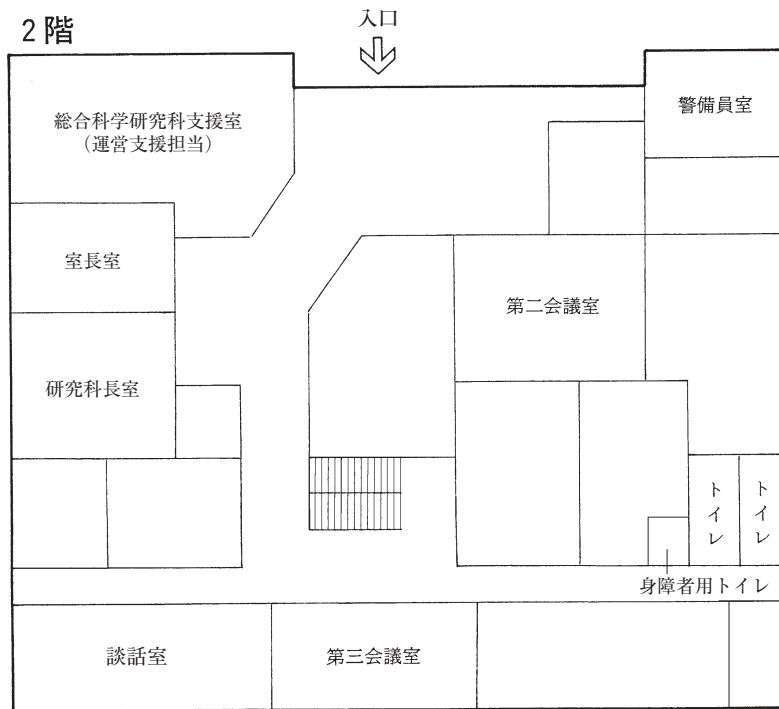 2階
入口
総合科学研究科支援室
（運営支援担当）
警備員室
室長室
第二会議室
研究科長室
トイレ
トイレ
身障者用トイレ
談話室
第三会議室